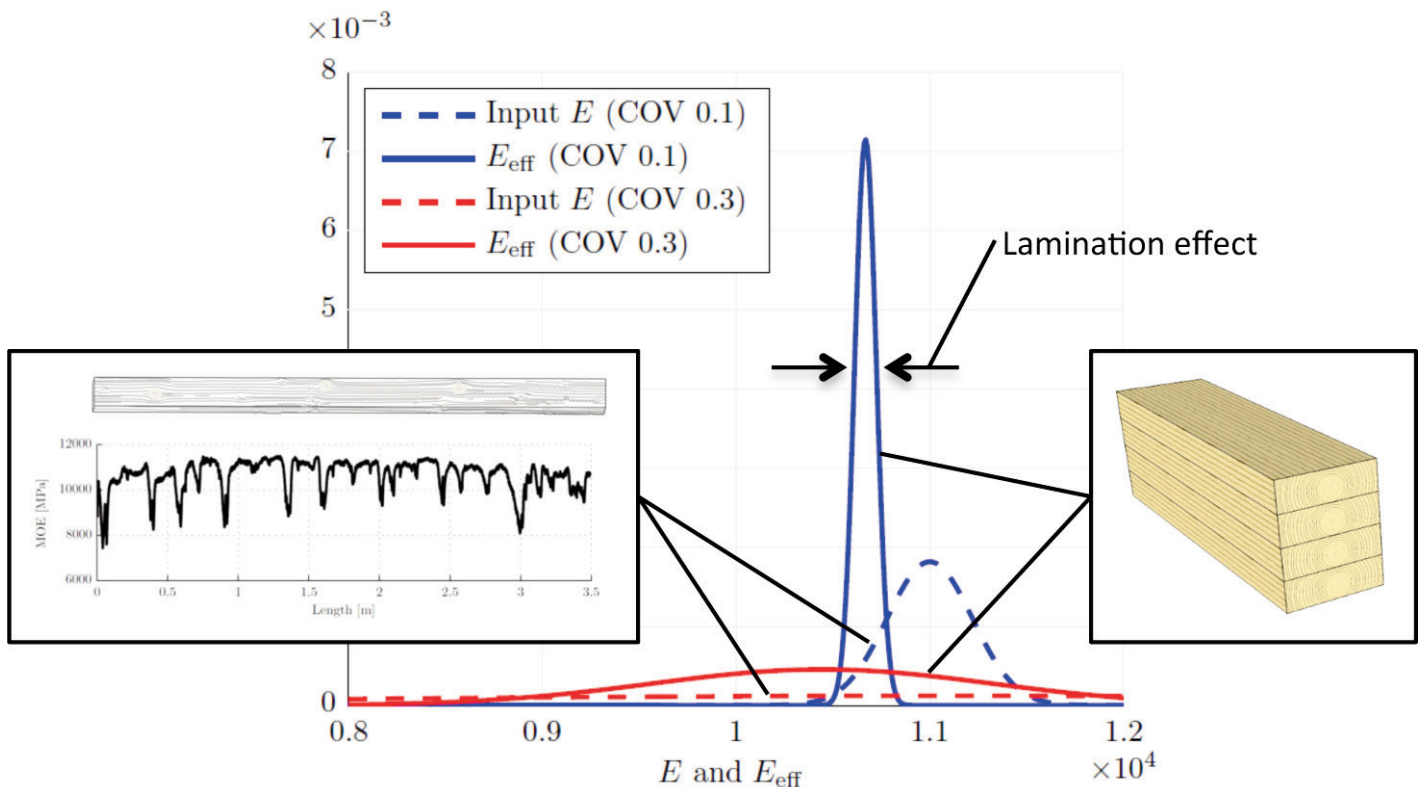 ×10⁻³
8
7
6
5
0
Input E (COV 0.1)
E_eff (COV 0.1)
Input E (COV 0.3)
E_eff (COV 0.3)
Lamination effect
12000
10000
8000
6000
MOE [MPa]
0 0.5 1 1.5 2 2.5 3 3.5
Length [m]
0.8 0.9 1 1.1 1.2
×10⁴
E and E_eff